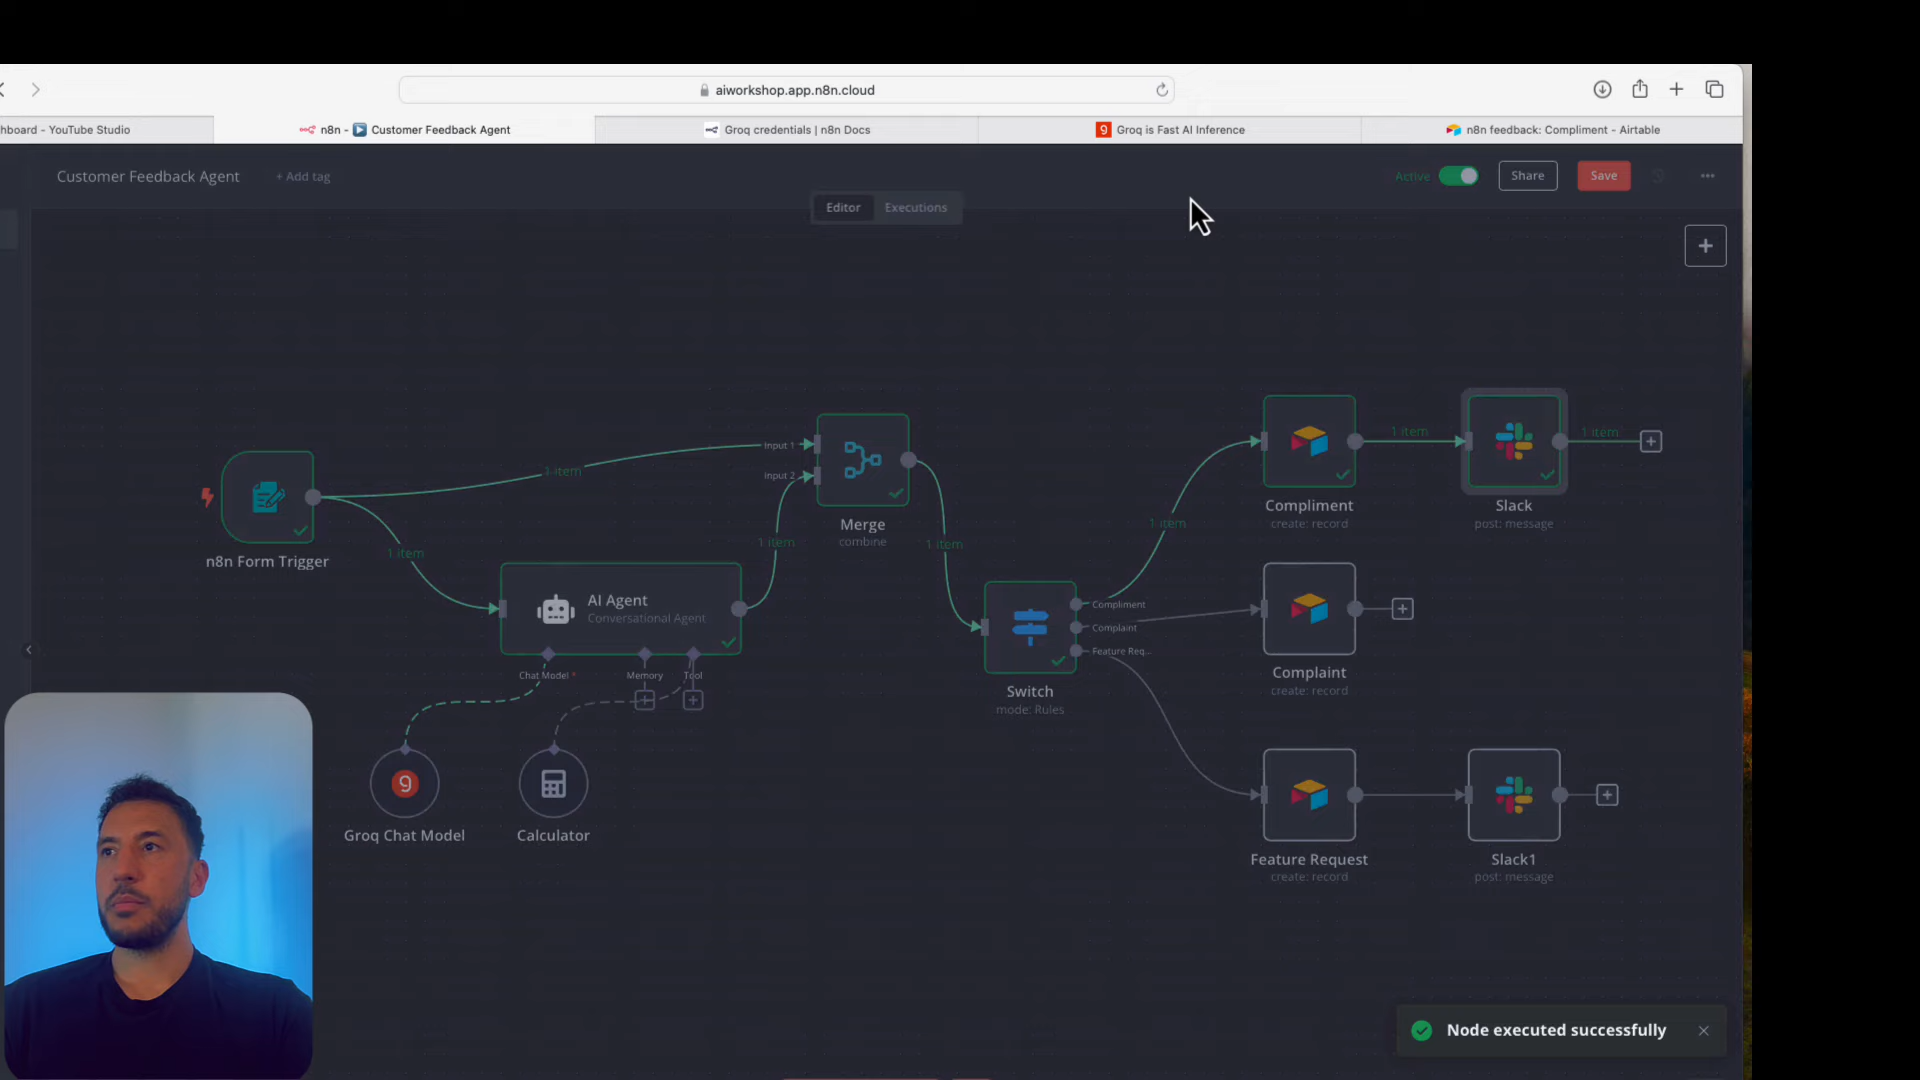 aiworkshop.app.n8n.cloud
hboard - YouTube Studio
n8n - ▶ Customer Feedback Agent
Groq credentials | n8n Docs
Groq is Fast AI Inference
n8n feedback: Compliment - Airtable
Customer Feedback Agent
+ Add tag
Active
Share
Save
Editor
Executions
Input 1
Input 2
1 item
1 item
1 item
1 item
1 item
1 item
1 item
n8n Form Trigger
AI Agent
Conversational Agent
Chat Model *
Memory
Tool
Groq Chat Model
Calculator
Merge
combine
Switch
mode: Rules
Compliment
Complaint
Feature Req...
Compliment
create: record
Slack
post: message
Complaint
create: record
Feature Request
create: record
Slack1
post: message
Node executed successfully